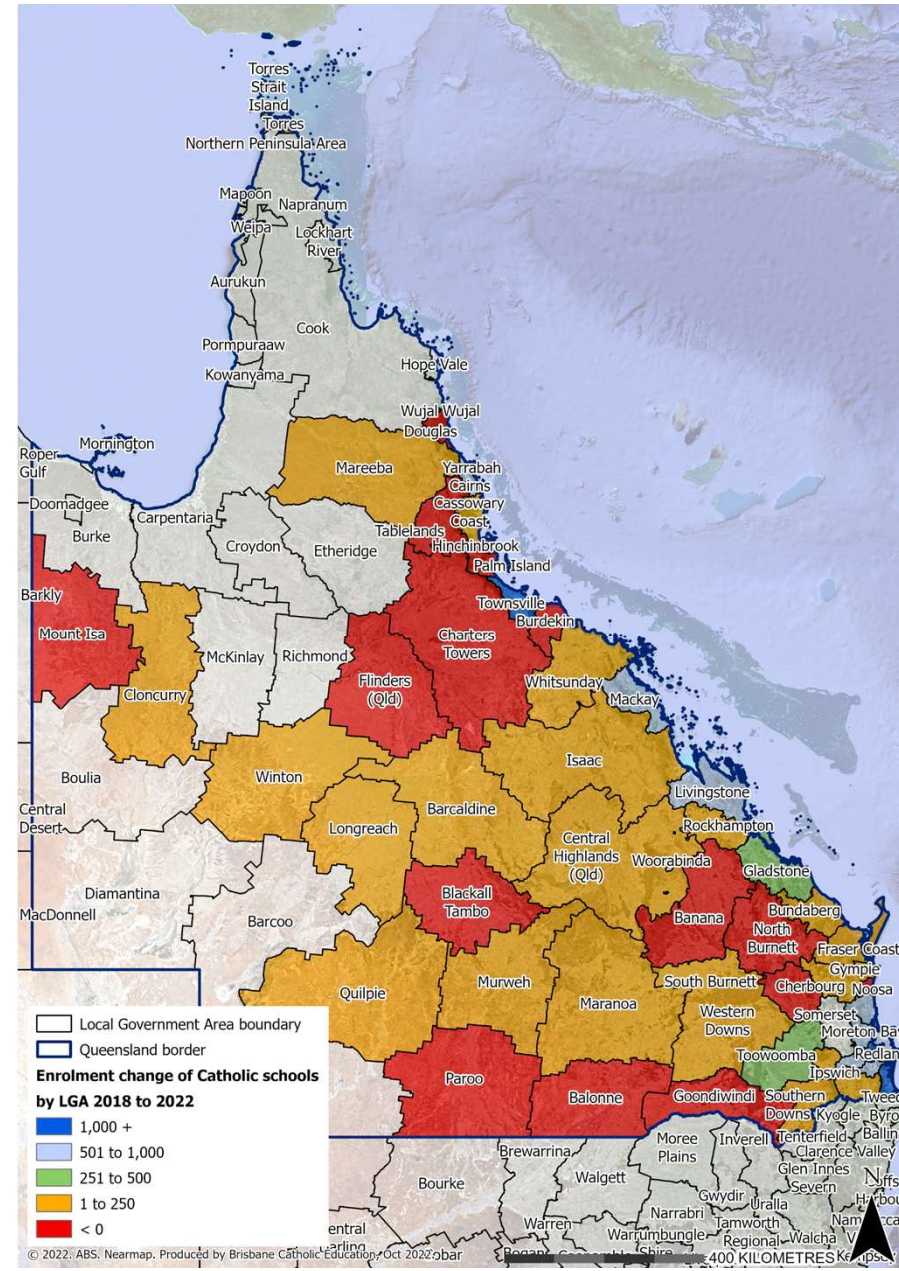 Torres
Strait
Island
Torres
Northern Peninsula Area
Mapoon
Napranum
Weipa
Lockhart
River
Aurukun
Cook
Pormpuraaw
Kowanyama
Hope Vale
Wujal Wujal
Douglas
Mornington
Roper
Gulf
Mareeba
Yarrabah
Cairns
Cassowary
Coast
Doomadgee
Carpentaria
Burke
Croydon
Etheridge
Tablelands
Hinchinbrook
Palm Island
Barkly
Mount Isa
Townsville
Burdekin
Charters
Towers
McKinlay
Richmond
Flinders
(Qld)
Cloncurry
Whitsunday
Mackay
Isaac
Boulia
Winton
Livingstone
Central
Desert
Longreach
Barcaldine
Rockhampton
Central
Highlands
(Qld)
Woorabinda
Gladstone
Diamantina
MacDonnell
Barcoo
Blackall
Tambo
Banana
Bundaberg
North
Burnett
Fraser Coast
Gympie
Cherbourg
Noosa
Quilpie
Murweh
Maranoa
South Burnett
Western
Downs
Somerset
Moreton Bay
Toowoomba
Redlan
Ipswich
Paroo
Balonne
Goondiwindi
Southern
Downs
Tweed
Kyogle
Byro
Ballin
Tenterfield
Clarence Valley
Moree
Plains
Inverell
Brewarrina
Walgett
Glen Innes
Severn
Bourke
Gwydir
Uralla
Narrabri
Tamworth
Regional
Walcha
Warren
Warrumbungle
Shire
Local Government Area boundary
Queensland border
Enrolment change of Catholic schools
by LGA 2018 to 2022
1,000 +
501 to 1,000
251 to 500
1 to 250
< 0
N
400 KILOMETRES
© 2022. ABS. Nearmap. Produced by Brisbane Catholic Education, Oct 2022.